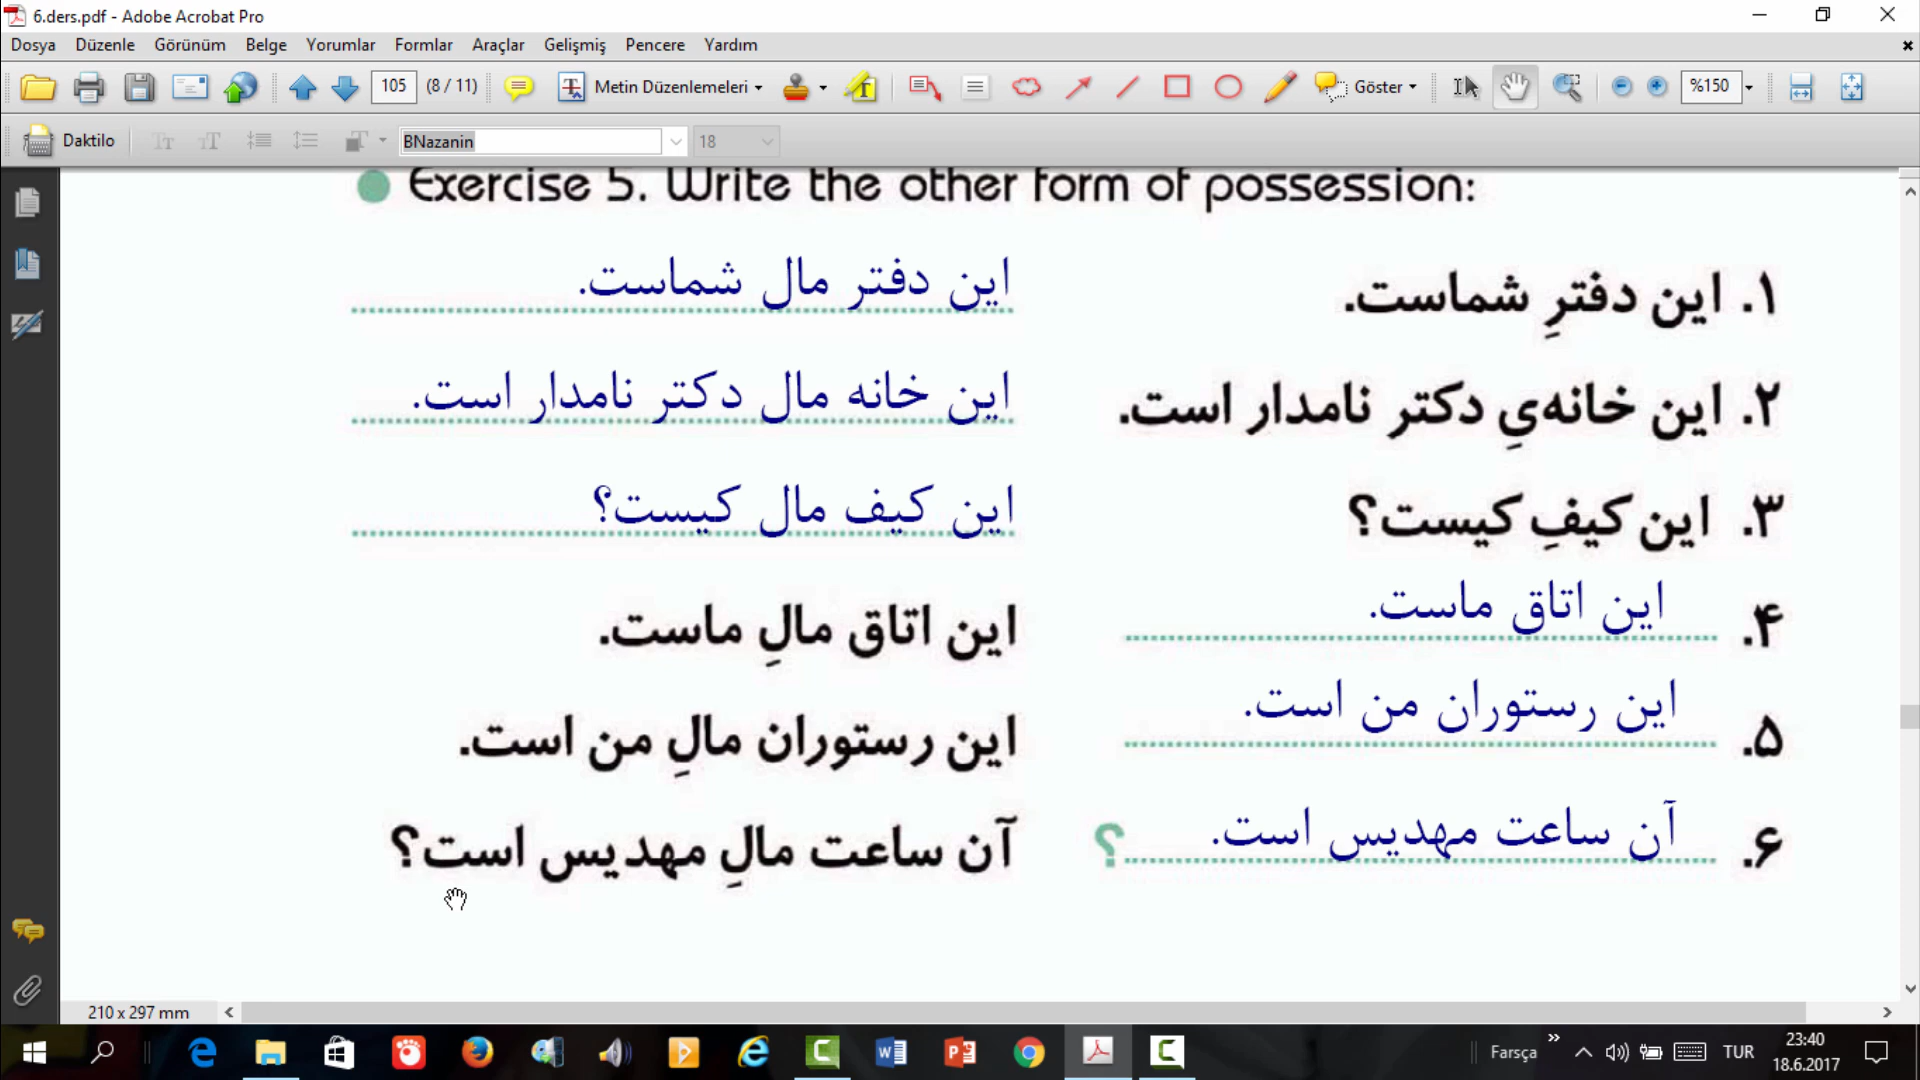 6.ders.pdf - Adobe Acrobat Pro
Dosya Düzenle Görünüm Belge Yorumlar Formlar Araçlar Gelişmiş Pencere Yardım
105 (8 / 11) Metin Düzenlemeleri Göster %150
Daktilo BNazanin 18
Exercise 5. Write the other form of possession:
۱. این دفترِ شماست.
این دفتر مال شماست.
۲. این خانه‌یِ دکتر نامدار است.
این خانه مال دکتر نامدار است.
۳. این کیفِ کیست؟
این کیف مال کیست؟
۴. این اتاق ماست.
این اتاق مالِ ماست.
۵. این رستوران من است.
این رستوران مالِ من است.
۶. آن ساعت مهدیس است. ؟
آن ساعت مالِ مهدیس است؟
210 x 297 mm
Farsça TUR 23:40
18.6.2017